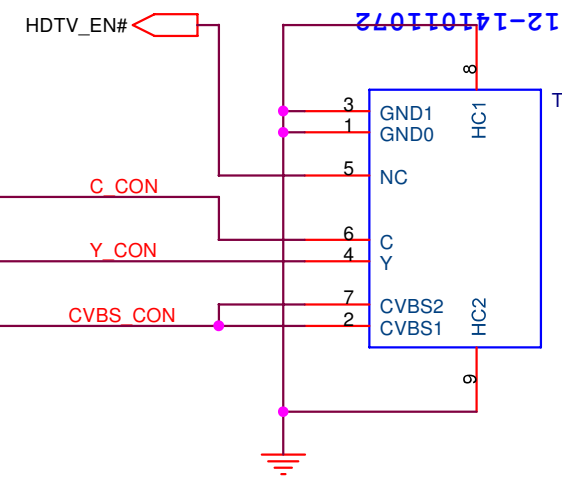 HDTV_EN#
12-141011072
8
T
3
GND1
HC1
1
GND0
5
NC
C_CON
6
C
Y_CON
4
Y
7
CVBS2
HC2
CVBS_CON
2
CVBS1
9